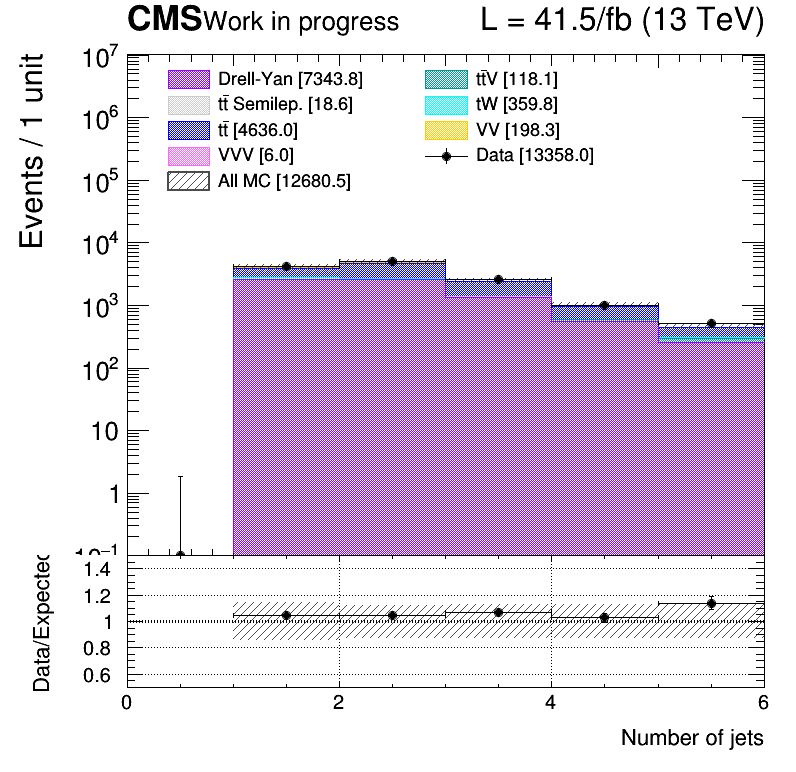 CMS Work in progress L = 41.5/fb (13 TeV)
Events / 1 unit
10⁷
10⁶
10⁵
10⁴
10³
10²
10
1
10⁻¹
Drell-Yan [7343.8]
tt̄ Semilep. [18.6]
tt̄ [4636.0]
VVV [6.0]
All MC [12680.5]
tt̄V [118.1]
tW [359.8]
VV [198.3]
Data [13358.0]
Data/Expected
1.4
1.2
1
0.8
0.6
0 2 4 6
Number of jets